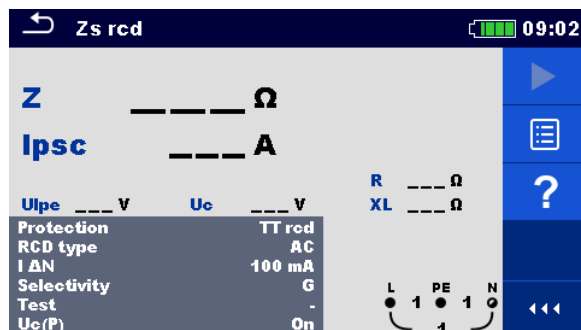 Zs rcd 09:02
Z ___ Ω
Ipsc ___ A
R ___ Ω
Ulpe ___ V Uc ___ V XL ___ Ω
?
Protection TT rcd
RCD type AC
I ΔN 100 mA
Selectivity G
Test -
Uc(P) On
L PE N
1 1
1